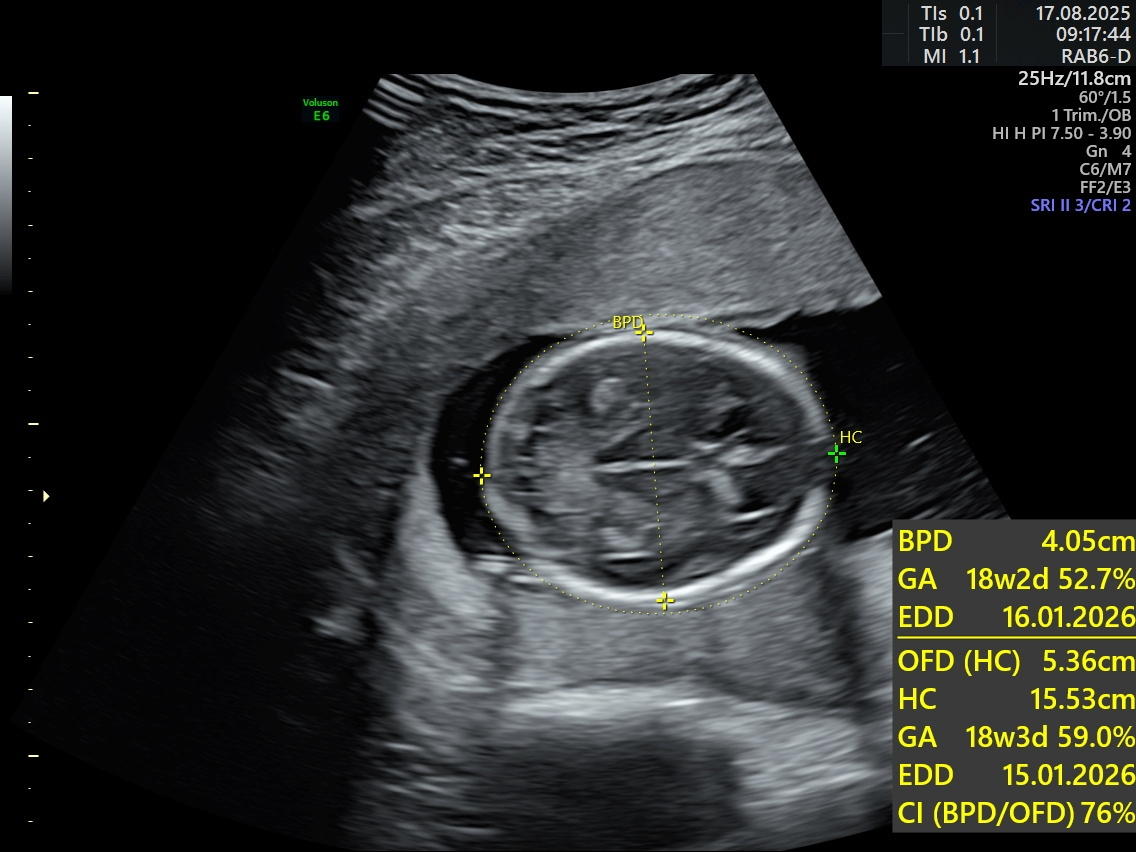 TIs 0.1 17.08.2025
TIb 0.1 09:17:44
MI 1.1 RAB6-D
25Hz/11.8cm
60°/1.5
1 Trim./OB
HI H PI 7.50 - 3.90
Gn 4
C6/M7
FF2/E3
SRI II 3/CRI 2
Voluson
E6
BPD
HC
BPD 4.05cm
GA 18w2d 52.7%
EDD 16.01.2026
OFD (HC) 5.36cm
HC 15.53cm
GA 18w3d 59.0%
EDD 15.01.2026
CI (BPD/OFD) 76%